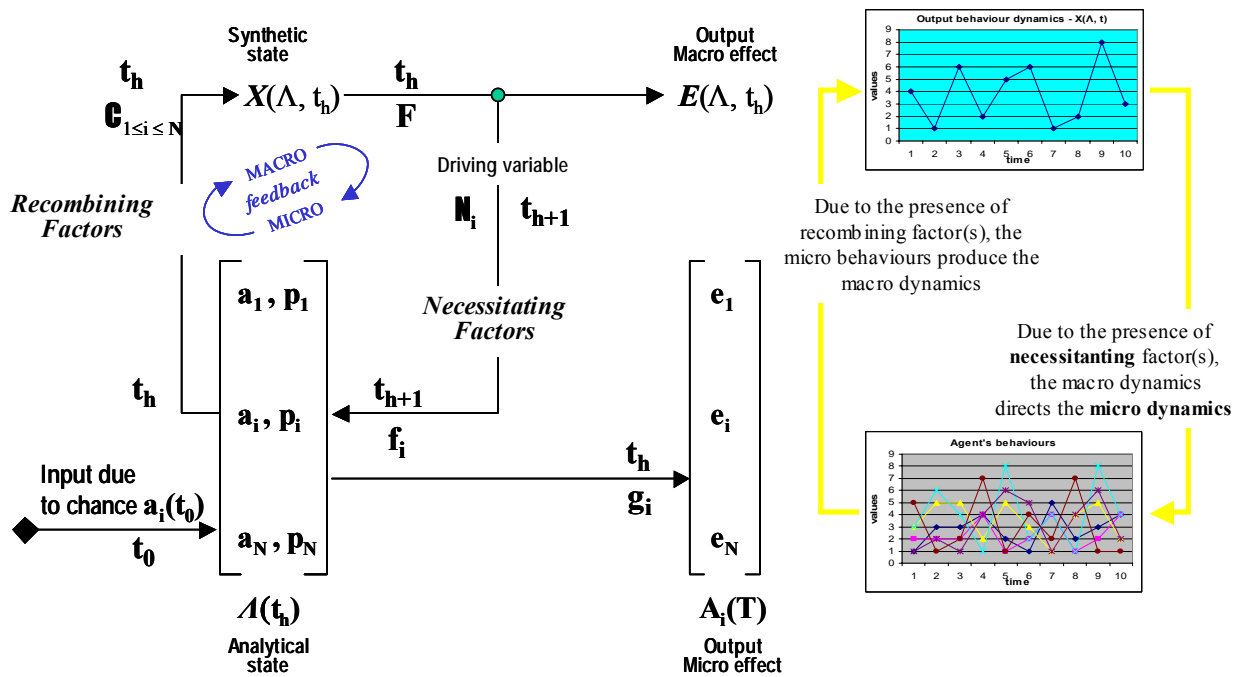 Synthetic
state
Output
Macro effect
t_h
C_{1≤i≤N}
X(Λ, t_h)
t_h
F
E(Λ, t_h)
Recombining
Factors
MACRO
feedback
MICRO
Driving variable
N_i
t_{h+1}
Necessitating
Factors
a_1 , p_1
a_i , p_i
a_N , p_N
e_1
e_i
e_N
t_h
t_{h+1}
f_i
t_h
g_i
Input due
to chance a_i(t_0)
t_0
Λ(t_h)
Analytical
state
A_i(T)
Output
Micro effect
Output behaviour dynamics - X(Λ, t)
values
9
8
7
6
5
4
3
2
1
0
1 2 3 4 5 6 7 8 9 10
time
Due to the presence of
recombining factor(s), the
micro behaviours produce the
macro dynamics
Due to the presence of
necessitanting factor(s),
the macro dynamics
directs the micro dynamics
Agent's behaviours
values
9
8
7
6
5
4
3
2
1
0
1 2 3 4 5 6 7 8 9 10
time